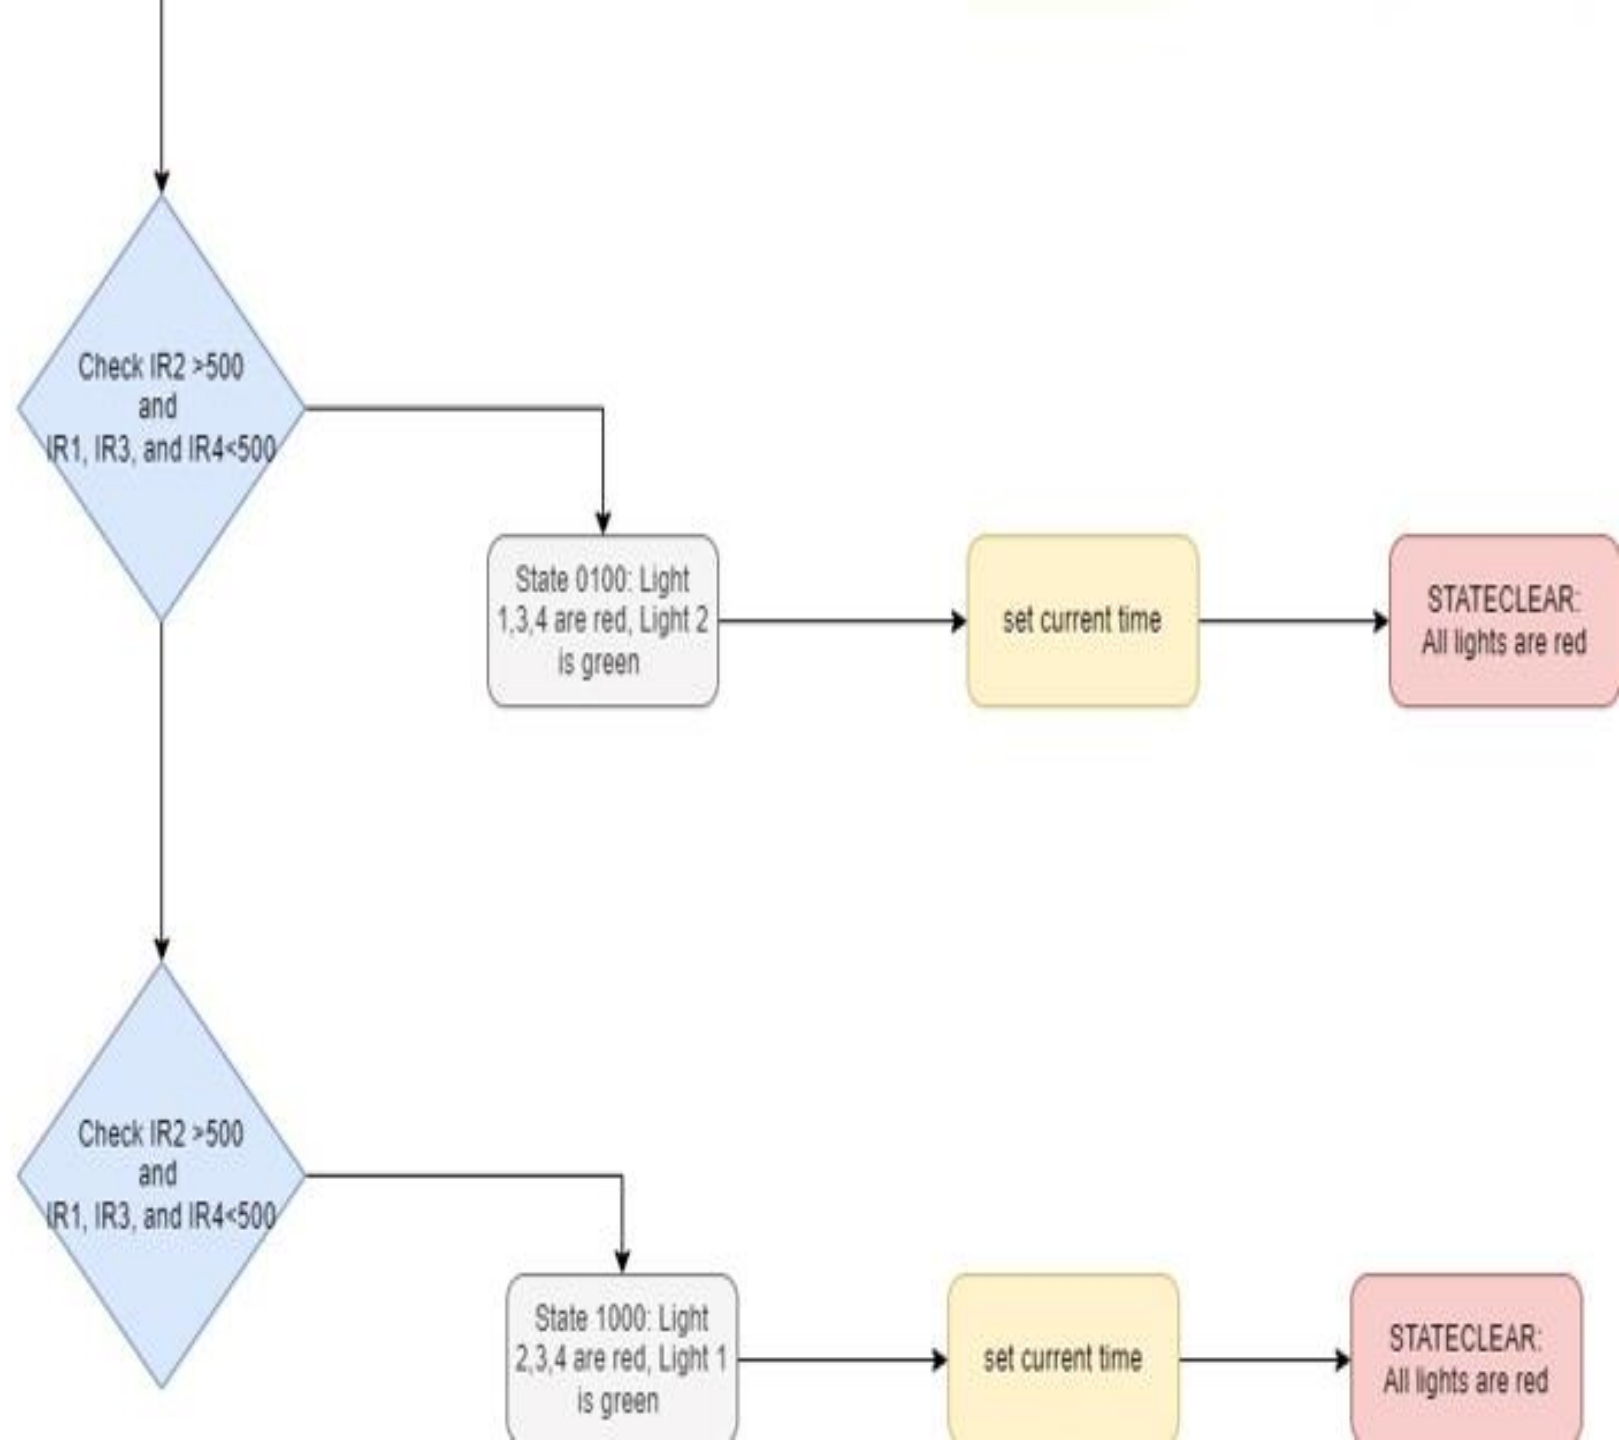 Check IR2 >500
and
IR1, IR3, and IR4<500
State 0100: Light
1,3,4 are red, Light 2
is green
set current time
STATECLEAR:
All lights are red
Check IR2 >500
and
IR1, IR3, and IR4<500
State 1000: Light
2,3,4 are red, Light 1
is green
set current time
STATECLEAR:
All lights are red